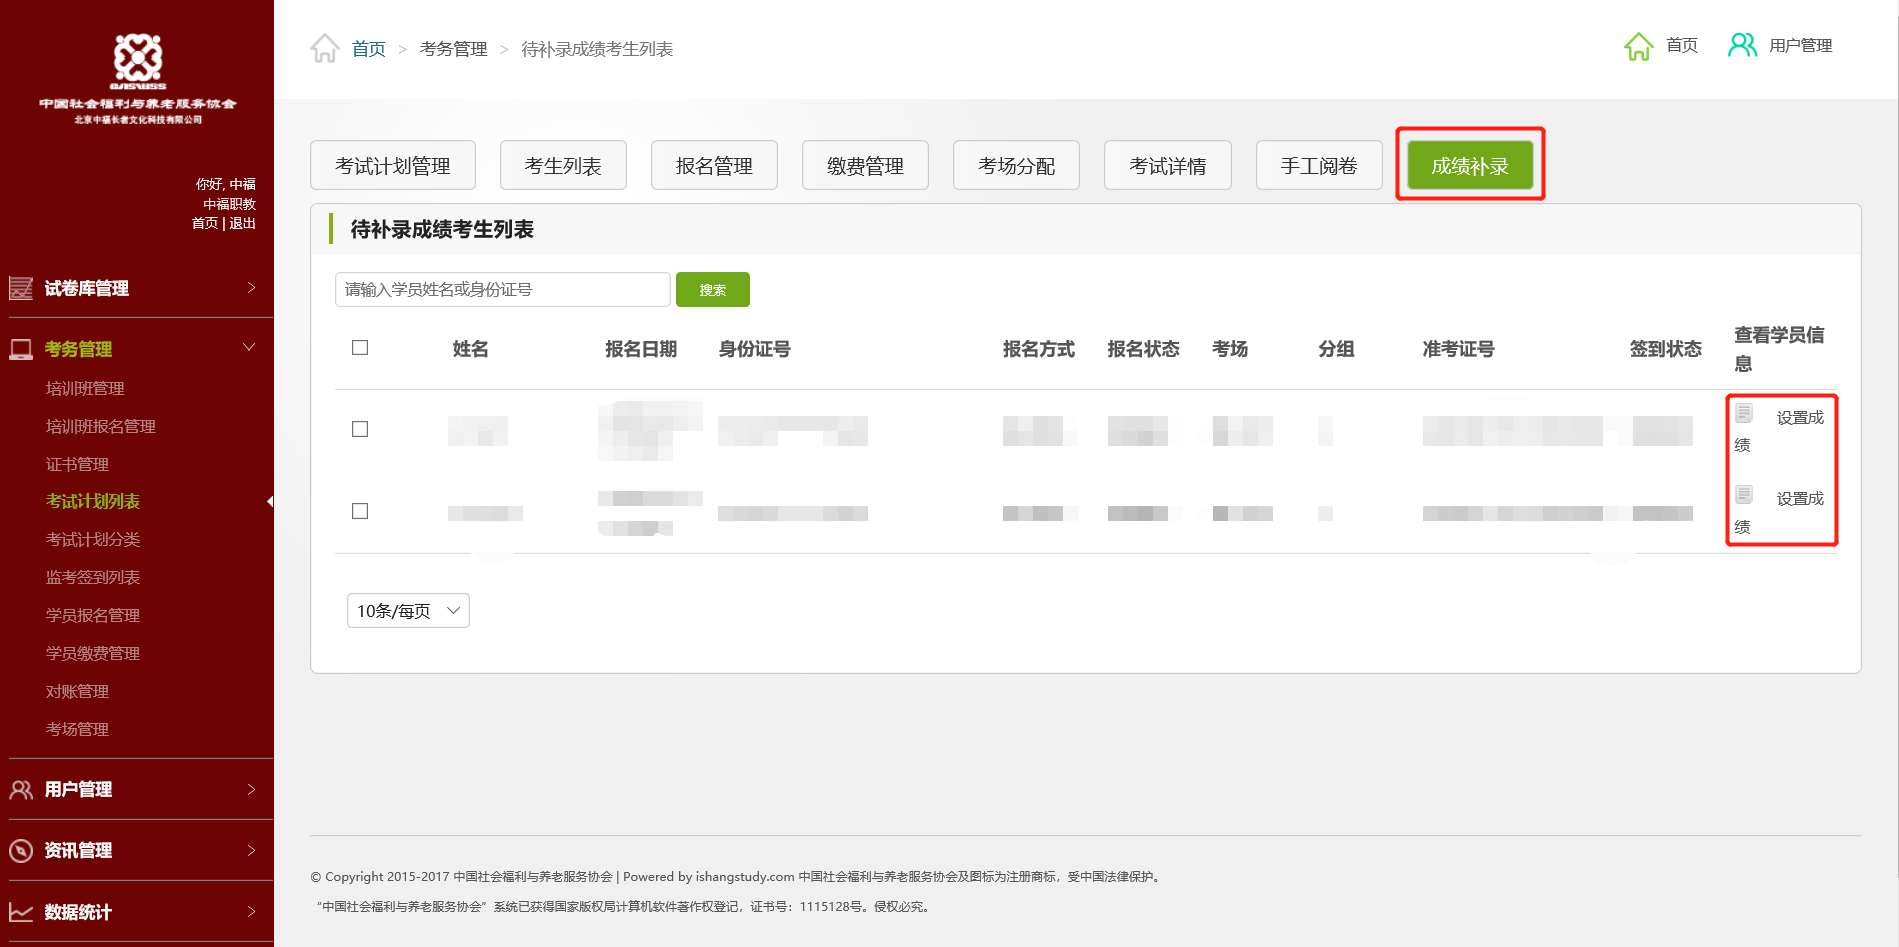 CASWSS
中国社会福利与养老服务协会
北京中福长者文化科技有限公司
你好, 中福
中福职教
首页 | 退出
试卷库管理
考务管理
培训班管理
培训班报名管理
证书管理
考试计划列表
考试计划分类
监考签到列表
学员报名管理
学员缴费管理
对账管理
考场管理
用户管理
资讯管理
数据统计
首页 > 考务管理 > 待补录成绩考生列表
首页 用户管理
考试计划管理 考生列表 报名管理 缴费管理 考场分配 考试详情 手工阅卷 成绩补录
待补录成绩考生列表
请输入学员姓名或身份证号 搜索
姓名 报名日期 身份证号 报名方式 报名状态 考场 分组 准考证号 签到状态 查看学员信
息
设置成
绩
设置成
绩
10条/每页
© Copyright 2015-2017 中国社会福利与养老服务协会 | Powered by ishangstudy.com 中国社会福利与养老服务协会及图标为注册商标，受中国法律保护。
“中国社会福利与养老服务协会”系统已获得国家版权局计算机软件著作权登记，证书号：1115128号。侵权必究。